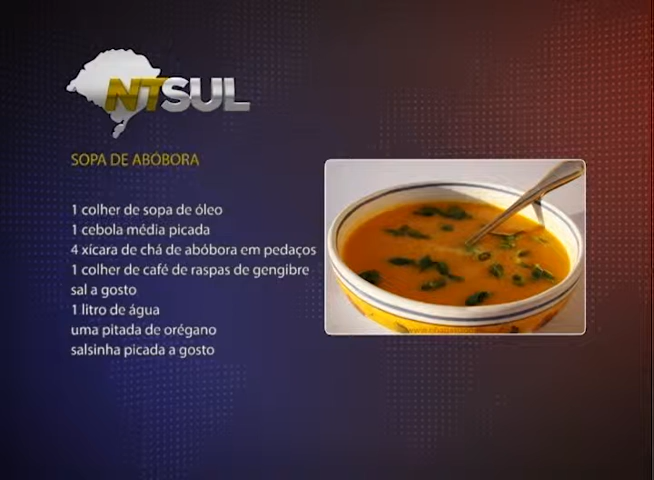 NTSUL
SOPA DE ABÓBORA
1 colher de sopa de óleo
1 cebola média picada
4 xícara de chá de abóbora em pedaços
1 colher de café de raspas de gengibre
sal a gosto
1 litro de água
uma pitada de orégano
salsinha picada a gosto